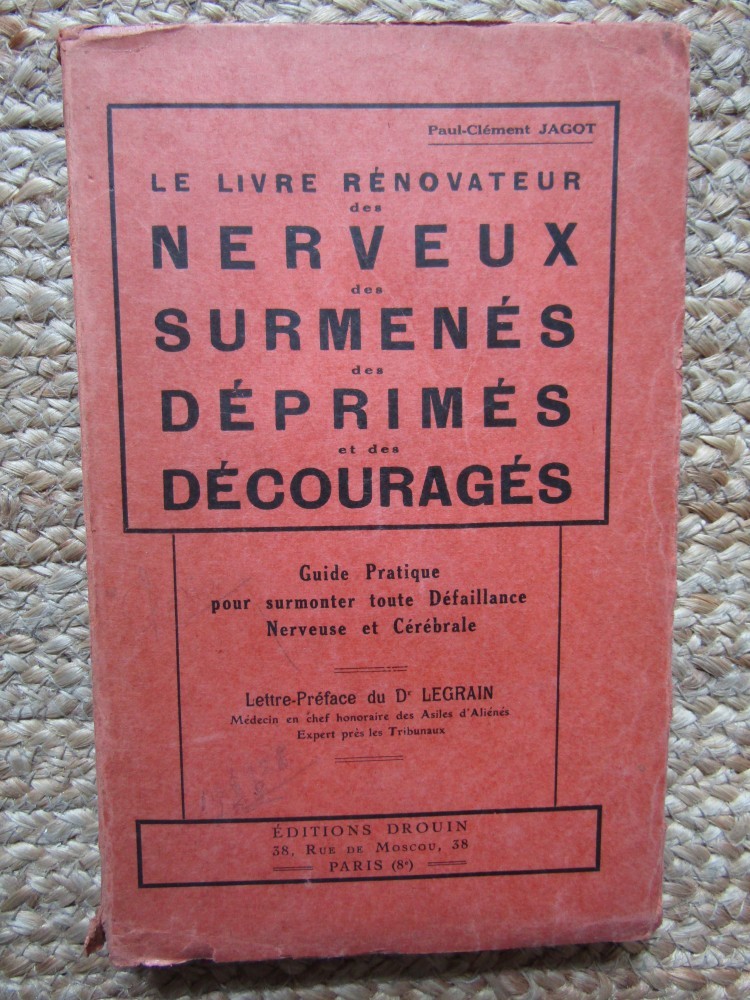 Paul-Clément JAGOT
LE LIVRE RÉNOVATEUR
des
NERVEUX
des
SURMENÉS
des
DÉPRIMÉS
et des
DÉCOURAGÉS
Guide Pratique
pour surmonter toute Défaillance
Nerveuse et Cérébrale
Lettre-Préface du Dr LEGRAIN
Médecin en chef honoraire des Asiles d'Aliénés
Expert près les Tribunaux
ÉDITIONS DROUIN
38, RUE DE MOSCOU, 38
PARIS (8e)